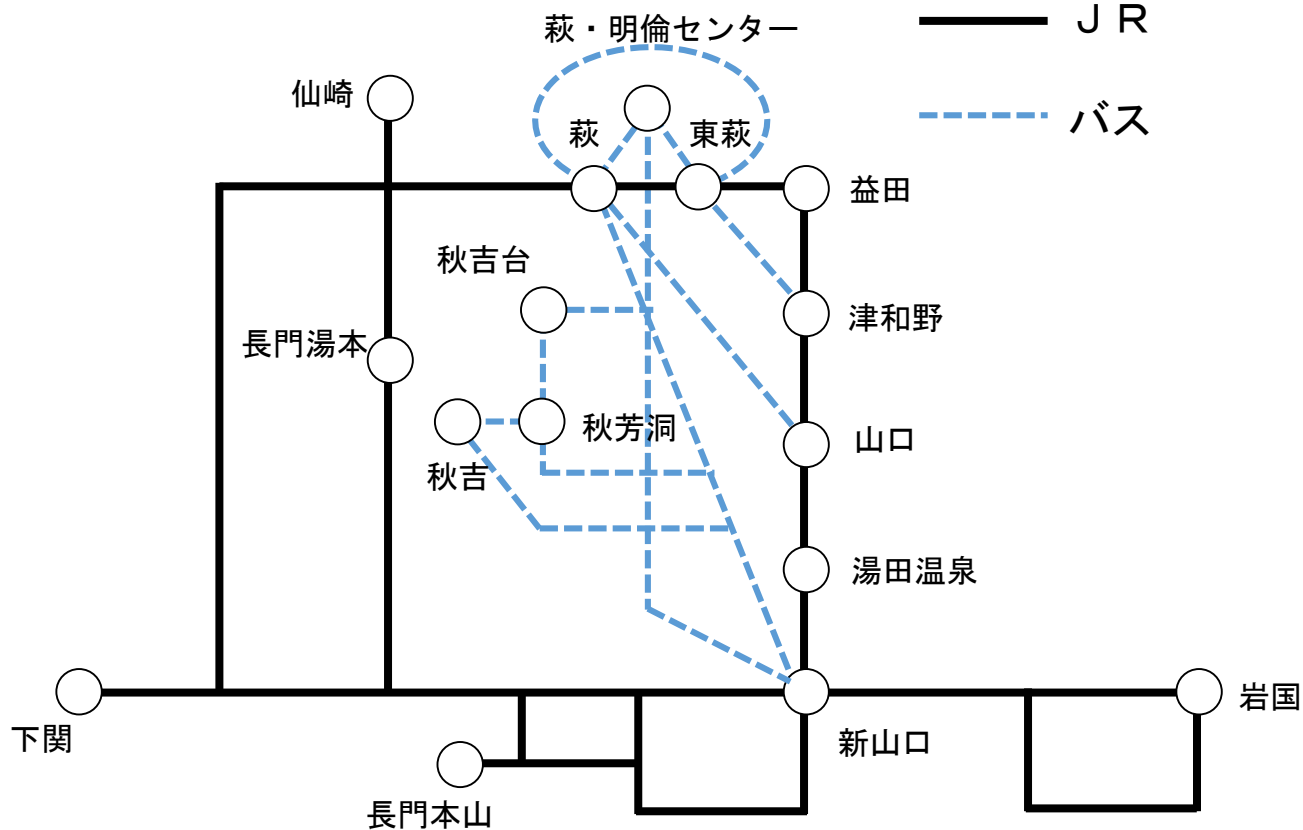 ＪＲ
萩・明倫センター
仙崎
バス
萩
東萩
益田
秋吉台
津和野
長門湯本
秋芳洞
山口
秋吉
湯田温泉
岩国
下関
新山口
長門本山